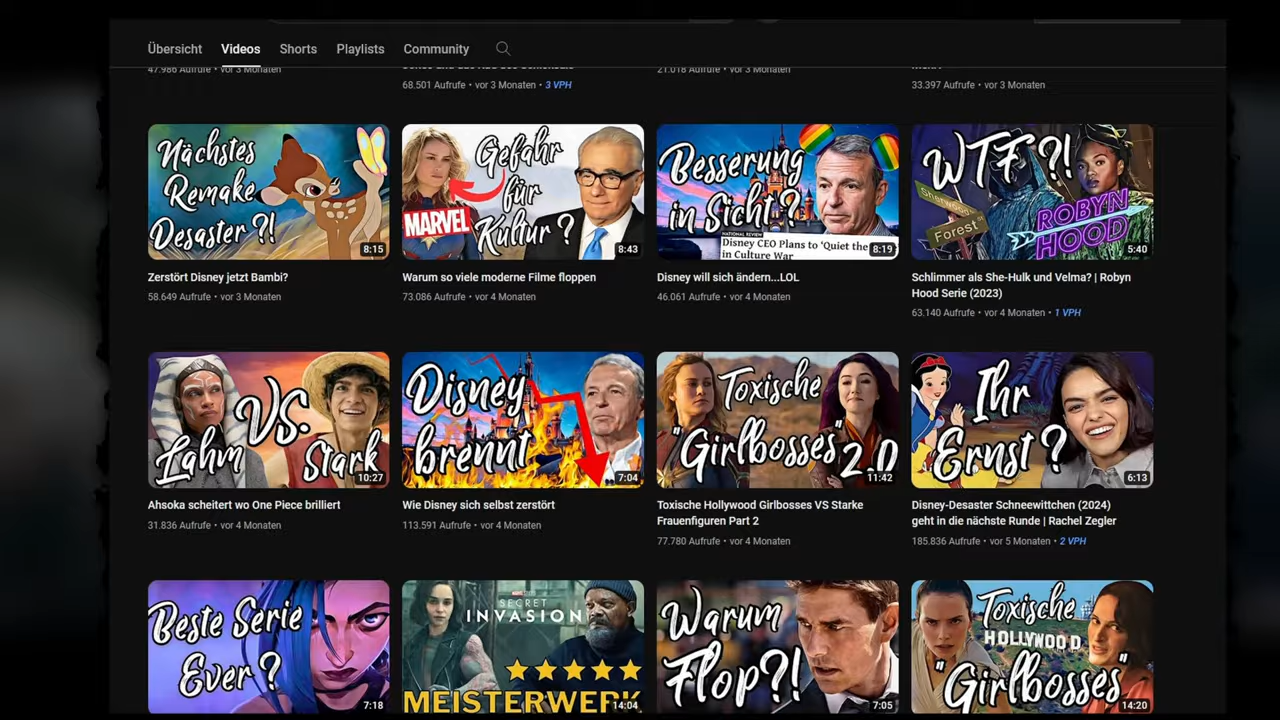 Übersicht Videos Shorts Playlists Community
47.986 Aufrufe • vor 3 Monaten
21.018 Aufrufe • vor 3 Monaten
68.501 Aufrufe • vor 3 Monaten • 3 VPH
33.397 Aufrufe • vor 3 Monaten
Nächstes
Remake
Desaster ?!
8:15
Gefahr
für
Kultur ?
MARVEL
8:43
Besserung
in Sicht ?
NATIONAL REVIEW
Disney CEO Plans to 'Quiet the
in Culture War
8:19
WTF ?!
Sherwood
Forest
ROBYN
HOOD
5:40
Zerstört Disney jetzt Bambi?
58.649 Aufrufe • vor 3 Monaten
Warum so viele moderne Filme floppen
73.086 Aufrufe • vor 4 Monaten
Disney will sich ändern...LOL
46.061 Aufrufe • vor 4 Monaten
Schlimmer als She-Hulk und Velma? | Robyn
Hood Serie (2023)
63.140 Aufrufe • vor 4 Monaten • 1 VPH
VS.
Lahm
Stark
10:27
Disney
brennt
7:04
Toxische
"Girlbosses"
2.0
11:42
Ihr
Ernst ?
6:13
Ahsoka scheitert wo One Piece brilliert
31.836 Aufrufe • vor 4 Monaten
Wie Disney sich selbst zerstört
113.591 Aufrufe • vor 4 Monaten
Toxische Hollywood Girlbosses VS Starke
Frauenfiguren Part 2
77.780 Aufrufe • vor 4 Monaten
Disney-Desaster Schneewittchen (2024)
geht in die nächste Runde | Rachel Zegler
185.836 Aufrufe • vor 5 Monaten • 2 VPH
Beste Serie
Ever ?
7:18
SECRET
INVASION
MEISTERWERK
14:04
Warum
Flop?!
7:05
Toxische
HOLLYWOOD
"Girlbosses"
14:20